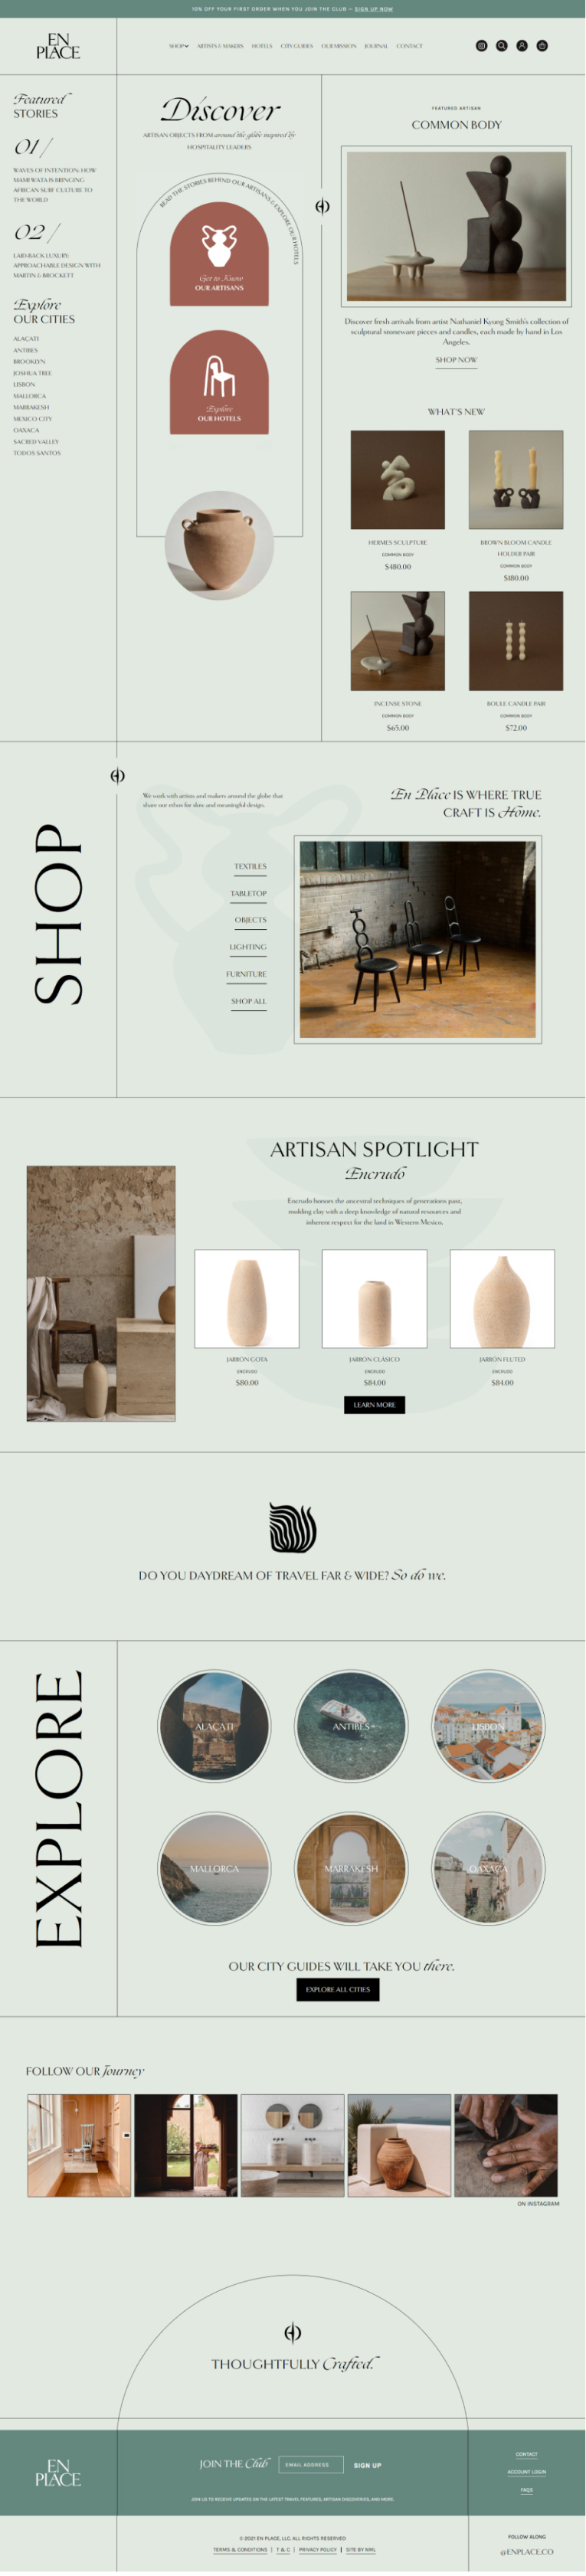 10% OFF YOUR FIRST ORDER WHEN YOU JOIN THE CLUB – SIGN UP NOW
EN
PLACE
SHOP ARTISTS & MAKERS HOTELS CITY GUIDES OUR MISSION JOURNAL CONTACT
Featured
STORIES
01/
WAVES OF INTENTION: HOW
MAMI WATA IS BRINGING
AFRICAN SURF CULTURE TO
THE WORLD
02/
LAID-BACK LUXURY:
APPROACHABLE DESIGN WITH
MARTIN & BROCKETT
Explore
OUR CITIES
ALAÇATI
ANTIBES
BROOKLYN
JOSHUA TREE
LISBON
MALLORCA
MARRAKESH
MEXICO CITY
OAXACA
SACRED VALLEY
TODOS SANTOS
Discover
ARTISAN OBJECTS FROM around the globe inspired by
HOSPITALITY LEADERS
READ THE STORIES BEHIND OUR ARTISANS & EXPLORE OUR HOTELS
Get to Know
OUR ARTISANS
Explore
OUR HOTELS
FEATURED ARTISAN
COMMON BODY
Discover fresh arrivals from artist Nathaniel Kyung Smith's collection of
sculptural stoneware pieces and candles, each made by hand in Los
Angeles.
SHOP NOW
WHAT'S NEW
HERMES SCULPTURE
COMMON BODY
$480.00
BROWN BLOOM CANDLE
HOLDER PAIR
COMMON BODY
$180.00
INCENSE STONE
COMMON BODY
$65.00
BOULE CANDLE PAIR
COMMON BODY
$72.00
SHOP
We work with artists and makers around the globe that
share our ethos for slow and meaningful design.
En Place IS WHERE TRUE
CRAFT IS Home.
TEXTILES
TABLETOP
OBJECTS
LIGHTING
FURNITURE
SHOP ALL
ARTISAN SPOTLIGHT
Encrudo
Encrudo honors the ancestral techniques of generations past,
molding clay with a deep knowledge of natural resources and
inherent respect for the land in Western Mexico.
JARRÓN GOTA
ENCRUDO
$80.00
JARRÓN CLÁSICO
ENCRUDO
$84.00
JARRÓN FLUTED
ENCRUDO
$84.00
LEARN MORE
DO YOU DAYDREAM OF TRAVEL FAR & WIDE? So do we.
EXPLORE
ALAÇATI
ANTIBES
LISBON
MALLORCA
MARRAKESH
OAXACA
OUR CITY GUIDES WILL TAKE YOU there.
EXPLORE ALL CITIES
FOLLOW OUR Journey
ON INSTAGRAM
THOUGHTFULLY Crafted.
EN
PLACE
JOIN THE Club EMAIL ADDRESS SIGN UP
JOIN US TO RECEIVE UPDATES ON THE LATEST TRAVEL FEATURES, ARTISAN DISCOVERIES, AND MORE.
CONTACT
ACCOUNT LOGIN
FAQS
© 2021 EN PLACE, LLC. ALL RIGHTS RESERVED
TERMS & CONDITIONS | T & C | PRIVACY POLICY | SITE BY NWL
FOLLOW ALONG
@ENPLACE.CO